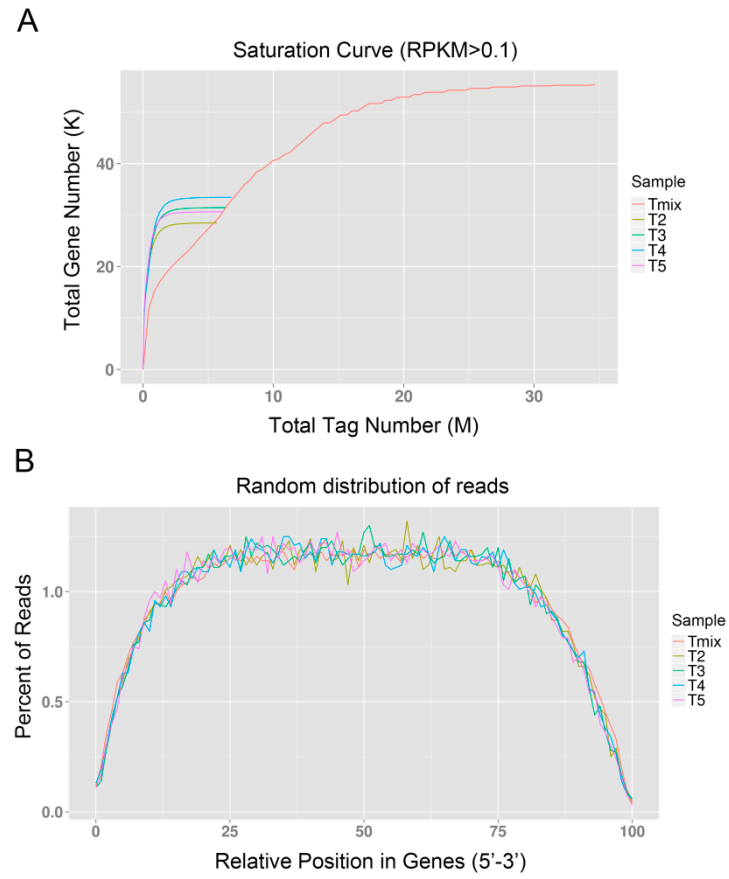 A
Saturation Curve (RPKM>0.1)
Total Gene Number (K)
40
20
0
0 10 20 30
Total Tag Number (M)
Sample
Tmix
T2
T3
T4
T5
B
Random distribution of reads
Percent of Reads
1.0
0.5
0.0
0 25 50 75 100
Relative Position in Genes (5’-3’)
Sample
Tmix
T2
T3
T4
T5